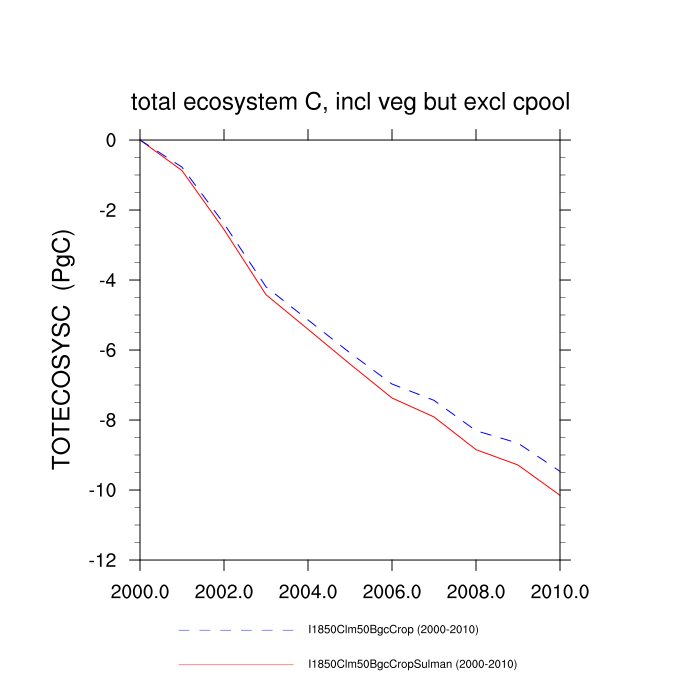 total ecosystem C, incl veg but excl cpool
TOTECOSYSC (PgC)
0
-2
-4
-6
-8
-10
-12
2000.0 2002.0 2004.0 2006.0 2008.0 2010.0
I1850Clm50BgcCrop (2000-2010)
I1850Clm50BgcCropSulman (2000-2010)